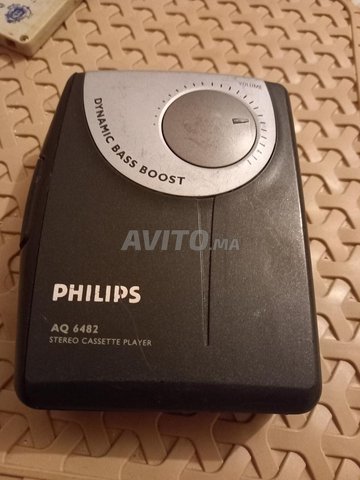 VOLUME
DYNAMIC BASS BOOST
AVITO.MA
PHILIPS
AQ 6482
STEREO CASSETTE PLAYER